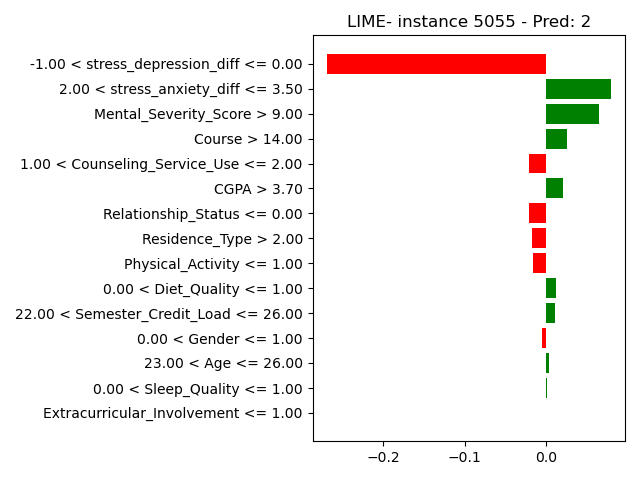 LIME- instance 5055 - Pred: 2
-1.00 < stress_depression_diff <= 0.00
2.00 < stress_anxiety_diff <= 3.50
Mental_Severity_Score > 9.00
Course > 14.00
1.00 < Counseling_Service_Use <= 2.00
CGPA > 3.70
Relationship_Status <= 0.00
Residence_Type > 2.00
Physical_Activity <= 1.00
0.00 < Diet_Quality <= 1.00
22.00 < Semester_Credit_Load <= 26.00
0.00 < Gender <= 1.00
23.00 < Age <= 26.00
0.00 < Sleep_Quality <= 1.00
Extracurricular_Involvement <= 1.00
−0.2 −0.1 0.0